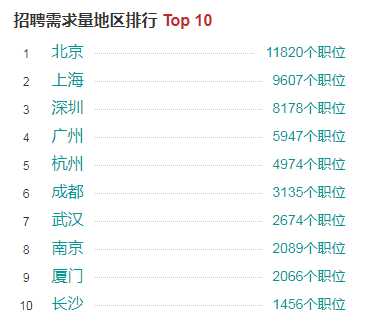 招聘需求量地区排行 Top 10
1 北京 11820个职位
2 上海 9607个职位
3 深圳 8178个职位
4 广州 5947个职位
5 杭州 4974个职位
6 成都 3135个职位
7 武汉 2674个职位
8 南京 2089个职位
9 厦门 2066个职位
10 长沙 1456个职位